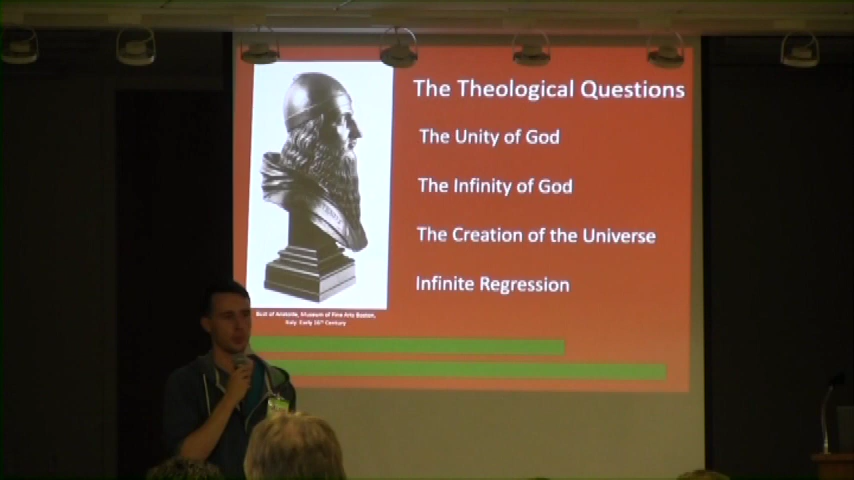 The Theological Questions
The Unity of God
The Infinity of God
The Creation of the Universe
Infinite Regression
Bust of Aristotle, Museum of Fine Arts Boston,
Italy. Early 16th Century